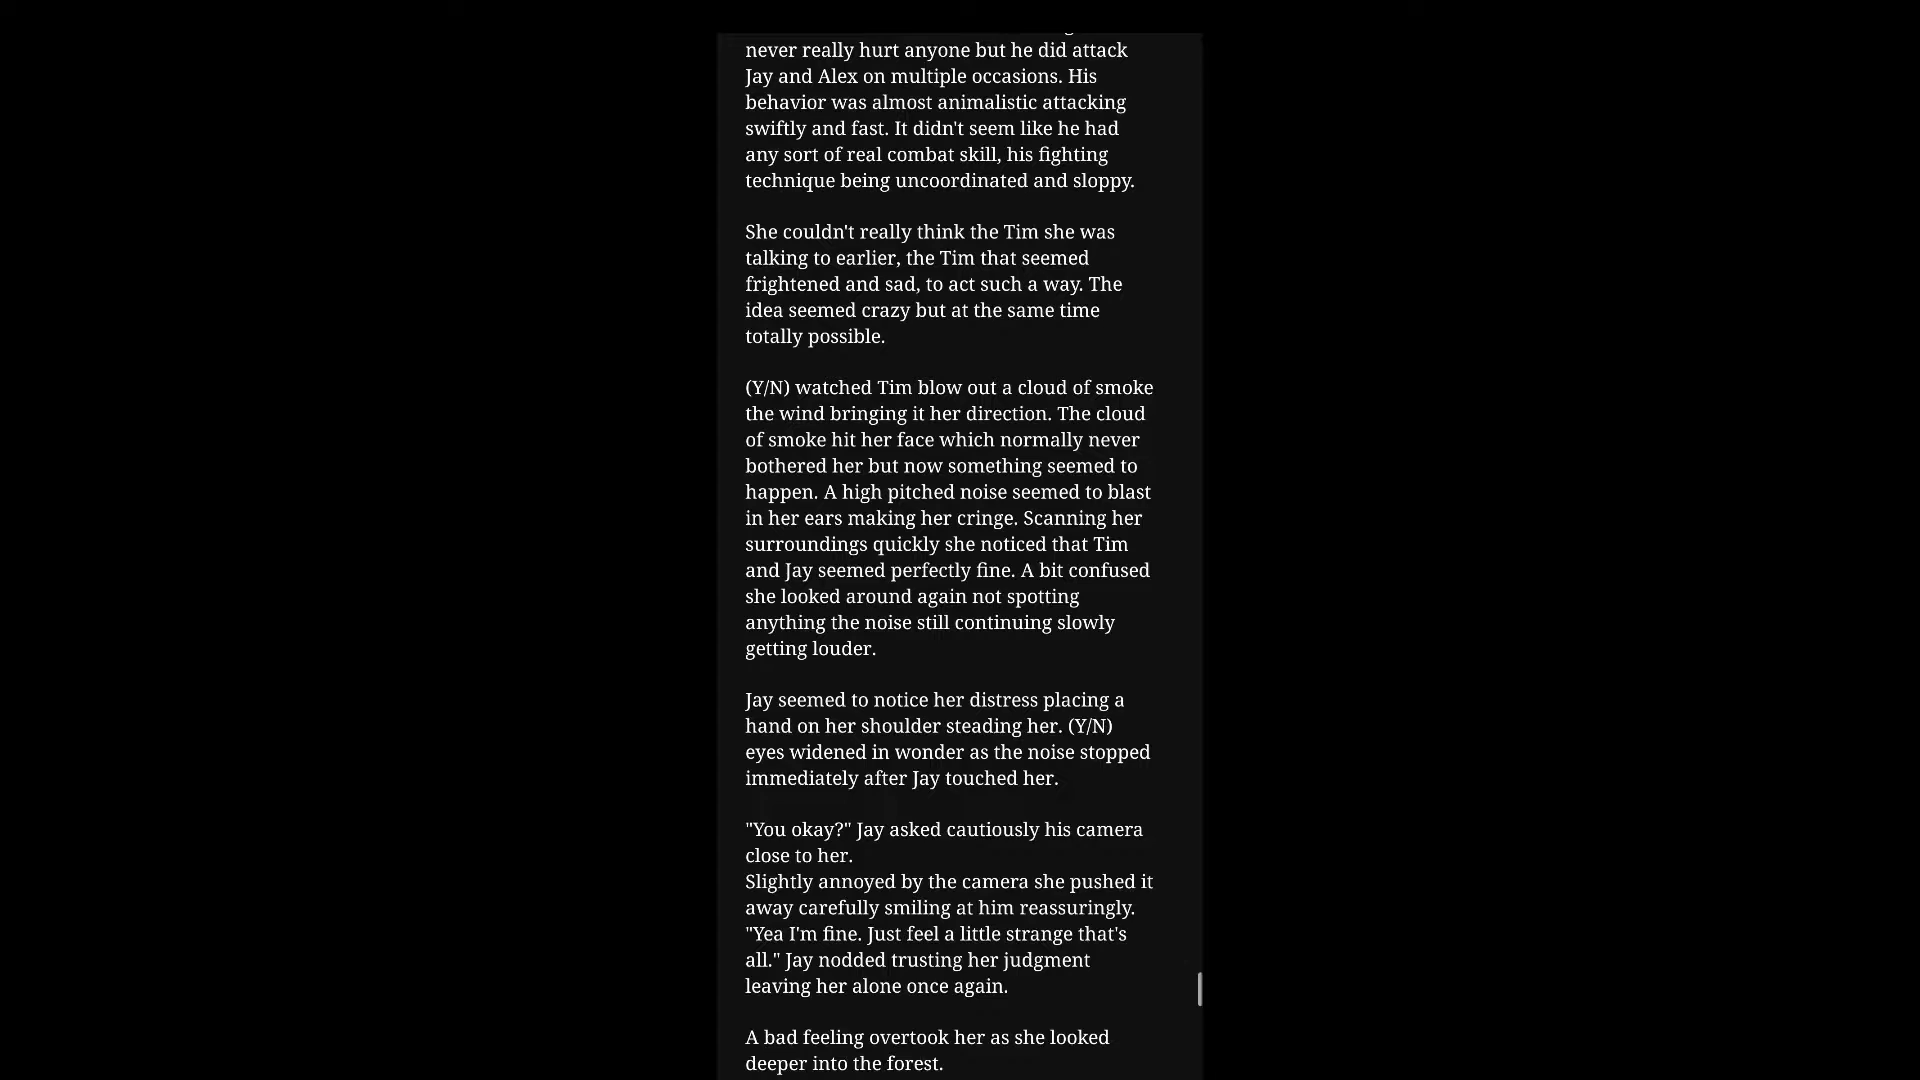 never really hurt anyone but he did attack
Jay and Alex on multiple occasions. His
behavior was almost animalistic attacking
swiftly and fast. It didn't seem like he had
any sort of real combat skill, his fighting
technique being uncoordinated and sloppy.
She couldn't really think the Tim she was
talking to earlier, the Tim that seemed
frightened and sad, to act such a way. The
idea seemed crazy but at the same time
totally possible.
(Y/N) watched Tim blow out a cloud of smoke
the wind bringing it her direction. The cloud
of smoke hit her face which normally never
bothered her but now something seemed to
happen. A high pitched noise seemed to blast
in her ears making her cringe. Scanning her
surroundings quickly she noticed that Tim
and Jay seemed perfectly fine. A bit confused
she looked around again not spotting
anything the noise still continuing slowly
getting louder.
Jay seemed to notice her distress placing a
hand on her shoulder steading her. (Y/N)
eyes widened in wonder as the noise stopped
immediately after Jay touched her.
"You okay?" Jay asked cautiously his camera
close to her.
Slightly annoyed by the camera she pushed it
away carefully smiling at him reassuringly.
"Yea I'm fine. Just feel a little strange that's
all." Jay nodded trusting her judgment
leaving her alone once again.
A bad feeling overtook her as she looked
deeper into the forest.